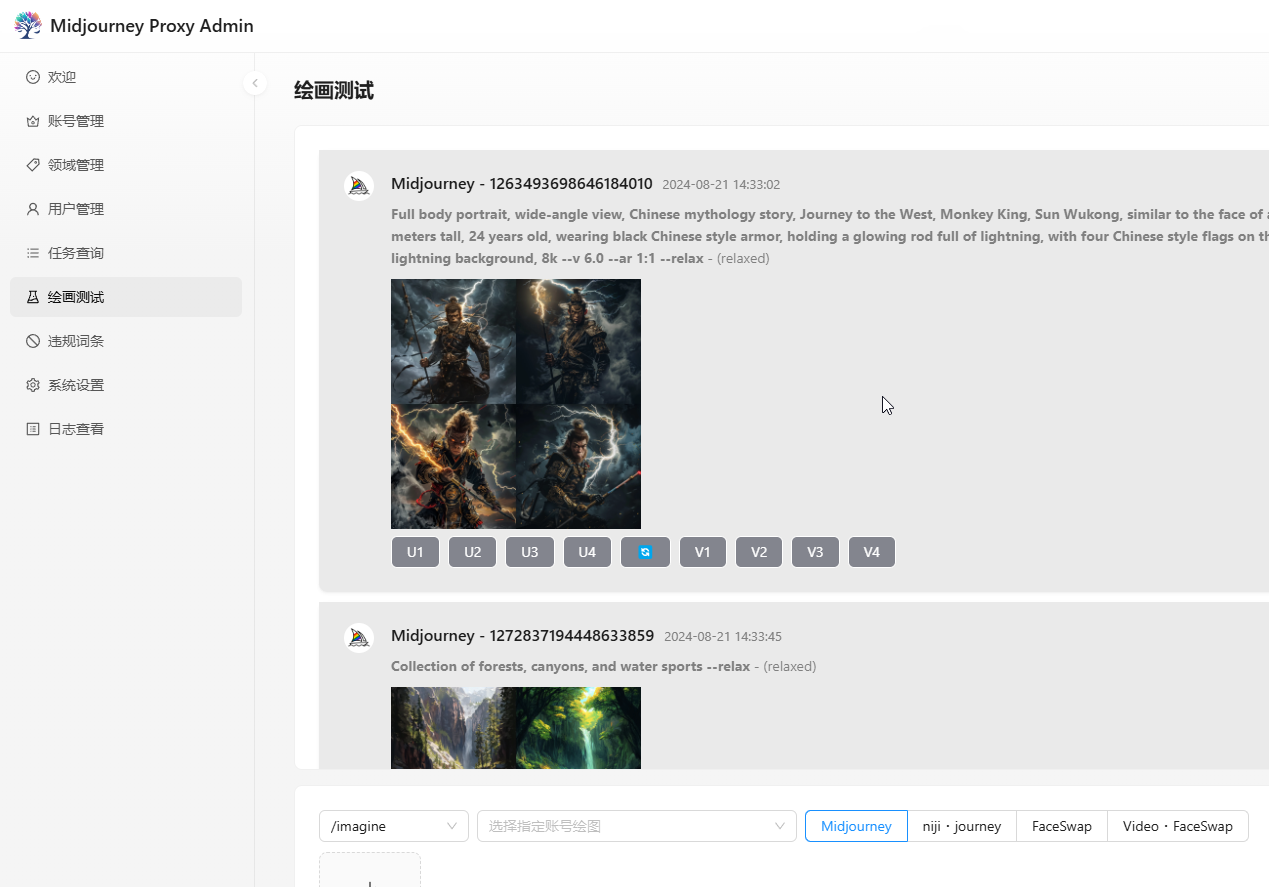 Midjourney Proxy Admin
欢迎
账号管理
领域管理
用户管理
任务查询
绘画测试
违规词条
系统设置
日志查看
绘画测试
Midjourney - 1263493698646184010 2024-08-21 14:33:02
Full body portrait, wide-angle view, Chinese mythology story, Journey to the West, Monkey King, Sun Wukong, similar to the face of a
meters tall, 24 years old, wearing black Chinese style armor, holding a glowing rod full of lightning, with four Chinese style flags on th
lightning background, 8k --v 6.0 --ar 1:1 --relax - (relaxed)
U1 U2 U3 U4 V1 V2 V3 V4
Midjourney - 1272837194448633859 2024-08-21 14:33:45
Collection of forests, canyons, and water sports --relax - (relaxed)
/imagine 选择指定账号绘图 Midjourney niji・journey FaceSwap Video・FaceSwap